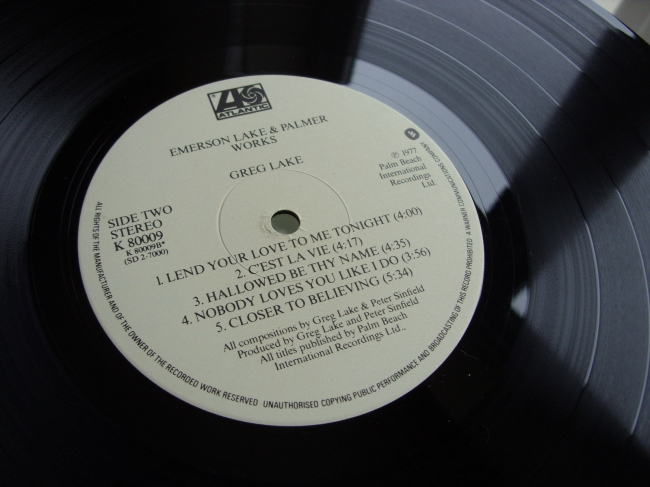 ATLANTIC
EMERSON LAKE & PALMER
WORKS
GREG LAKE
℗ 1977
Palm Beach
International
Recordings
Ltd.
SIDE TWO
STEREO
K 80009
K 80009B*
(SD 2-7000)
1. LEND YOUR LOVE TO ME TONIGHT (4:00)
2. C'EST LA VIE (4:17)
3. HALLOWED BE THY NAME (4:35)
4. NOBODY LOVES YOU LIKE I DO (3:56)
5. CLOSER TO BELIEVING (5:34)
All compositions by Greg Lake & Peter Sinfield
Produced by Greg Lake and Peter Sinfield
All titles published by Palm Beach
International Recordings Ltd..
ALL RIGHTS OF THE MANUFACTURER AND OF THE OWNER OF THE RECORDED WORK RESERVED UNAUTHORISED COPYING PUBLIC PERFORMANCE AND BROADCASTING OF THIS RECORD PROHIBITED A WARNER COMMUNICATIONS COMPANY